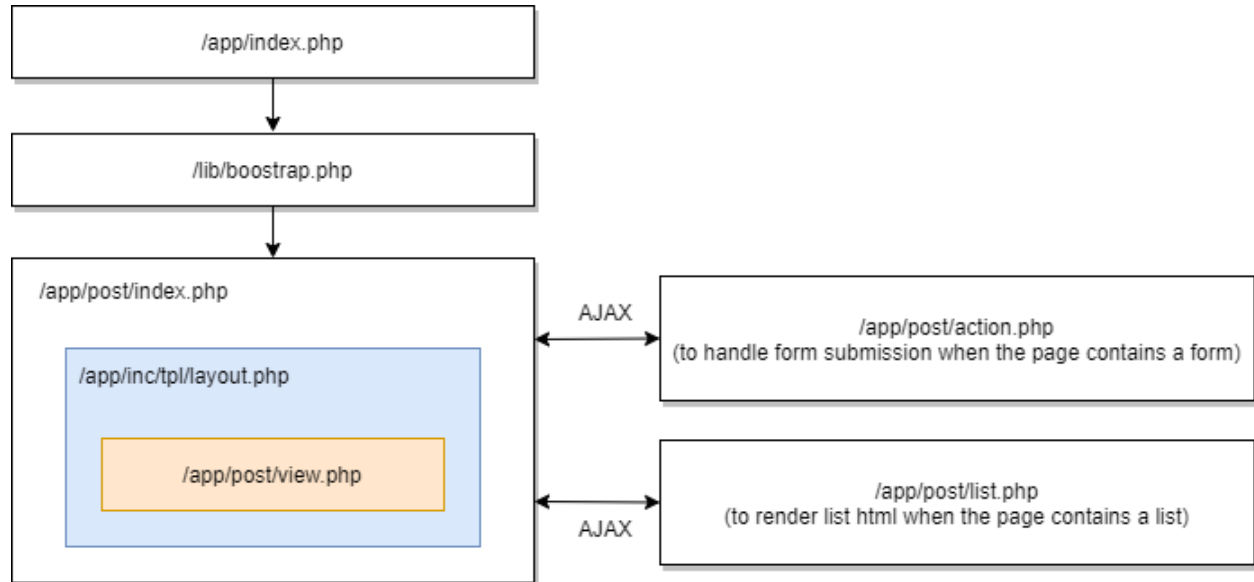 /app/index.php
/lib/boostrap.php
/app/post/index.php
/app/inc/tpl/layout.php
/app/post/view.php
AJAX
/app/post/action.php
(to handle form submission when the page contains a form)
AJAX
/app/post/list.php
(to render list html when the page contains a list)